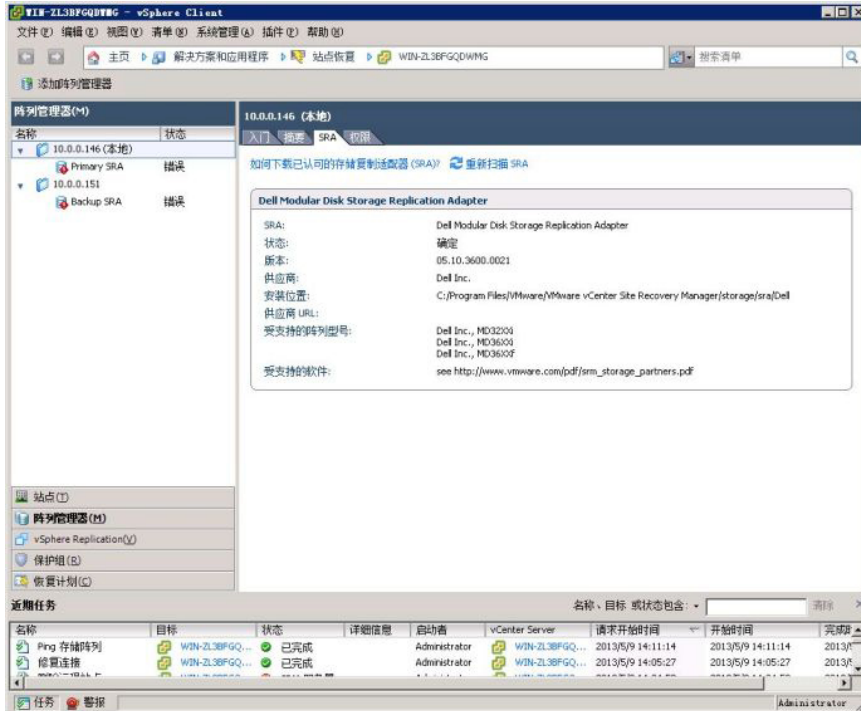 WIN-ZL3BFGQDWMG - vSphere Client
文件(F) 编辑(E) 视图(V) 清单(N) 系统管理(A) 插件(P) 帮助(H)
主页 解决方案和应用程序 站点恢复 WIN-ZL3BFGQDWMG 搜索清单
添加阵列管理器
阵列管理器(M)
名称 状态
10.0.0.146 (本地)
Primary SRA 错误
10.0.0.151
Backup SRA 错误
10.0.0.146 (本地)
入门 摘要 SRA 权限
如何下载已认可的存储复制适配器 (SRA)? 重新扫描 SRA
Dell Modular Disk Storage Replication Adapter
SRA: Dell Modular Disk Storage Replication Adapter
状态: 确定
版本: 05.10.3600.0021
供应商: Dell Inc.
安装位置: C:/Program Files/VMware/VMware vCenter Site Recovery Manager/storage/sra/Dell
供应商 URL:
受支持的阵列型号: Dell Inc., MD32XXi
Dell Inc., MD36XXi
Dell Inc., MD36XXf
受支持的软件: see http://www.vmware.com/pdf/srm_storage_partners.pdf
站点(T)
阵列管理器(M)
vSphere Replication(V)
保护组(R)
恢复计划(C)
近期任务 名称、目标 或状态包含: 清除 ×
名称 目标 状态 详细信息 启动者 vCenter Server 请求开始时间 开始时间 完成时
Ping 存储阵列 WIN-ZL3BFGQ... 已完成 Administrator WIN-ZL3BFGQ... 2013/5/9 14:11:14 2013/5/9 14:11:14 2013/5
修复连接 WIN-ZL3BFGQ... 已完成 Administrator WIN-ZL3BFGQ... 2013/5/9 14:05:27 2013/5/9 14:05:27 2013/5
任务 警报 Administrator